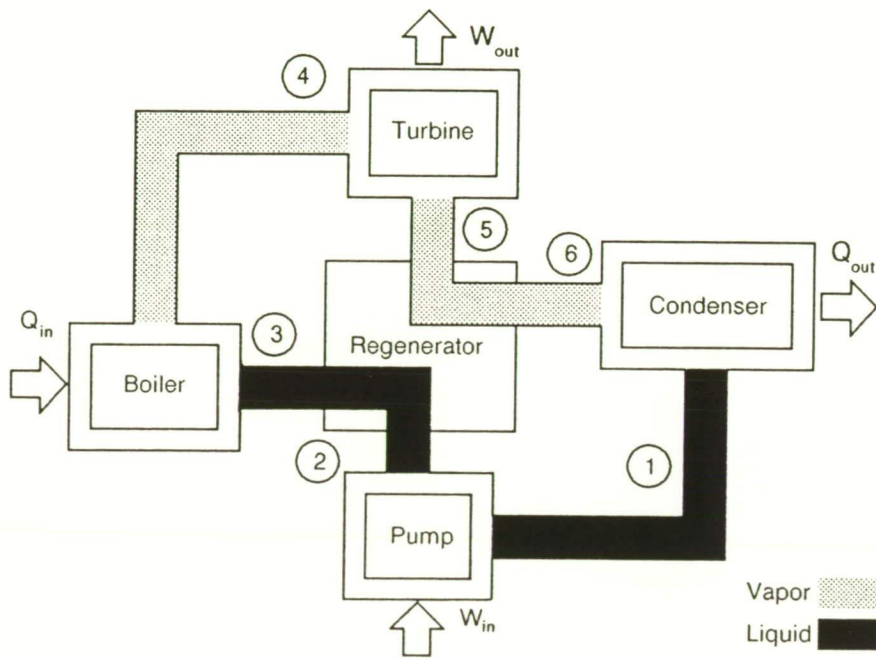 W out
4
Turbine
5
6
Q out
Condenser
Q in
3
Regenerator
Boiler
2
1
Pump
W in
Vapor
Liquid